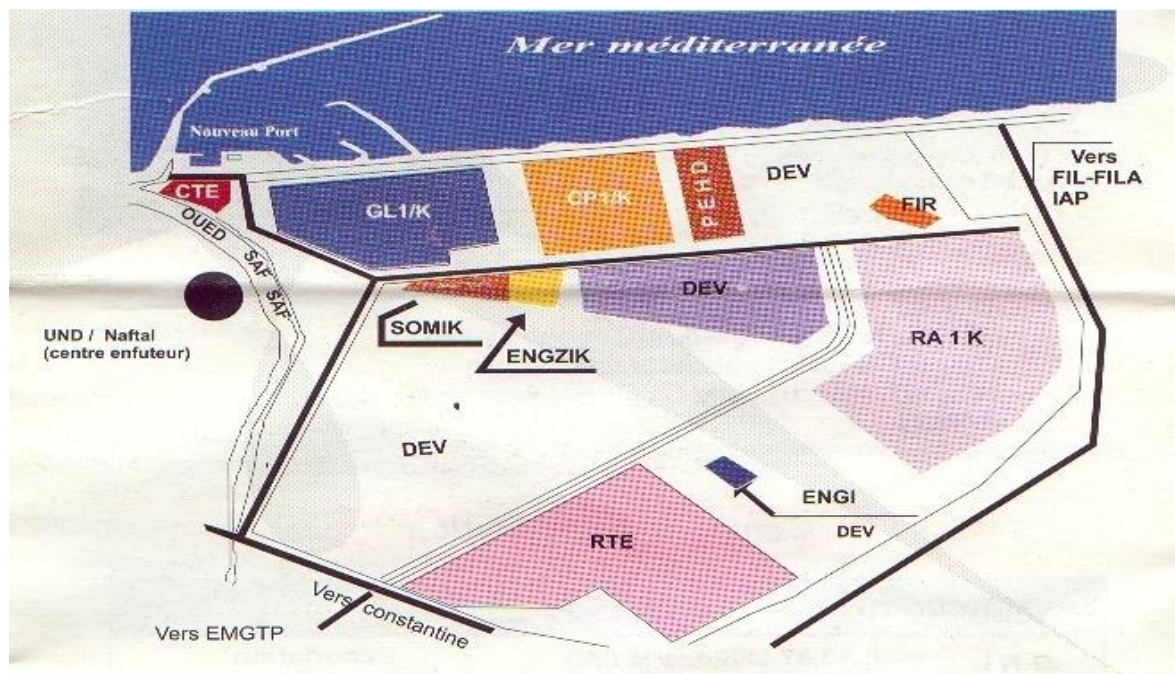 Mer méditerranée
Nouveau Port
CTE
GL1/K
CP1/K
PEHD
DEV
FIR
Vers
FIL-FILA
IAP
OUED
SAF
SAF
UND / Naftal
(centre enfuteur)
SOMIK
ENGZIK
DEV
RA 1 K
DEV
ENGI
DEV
RTE
Vers constantine
Vers EMGTP